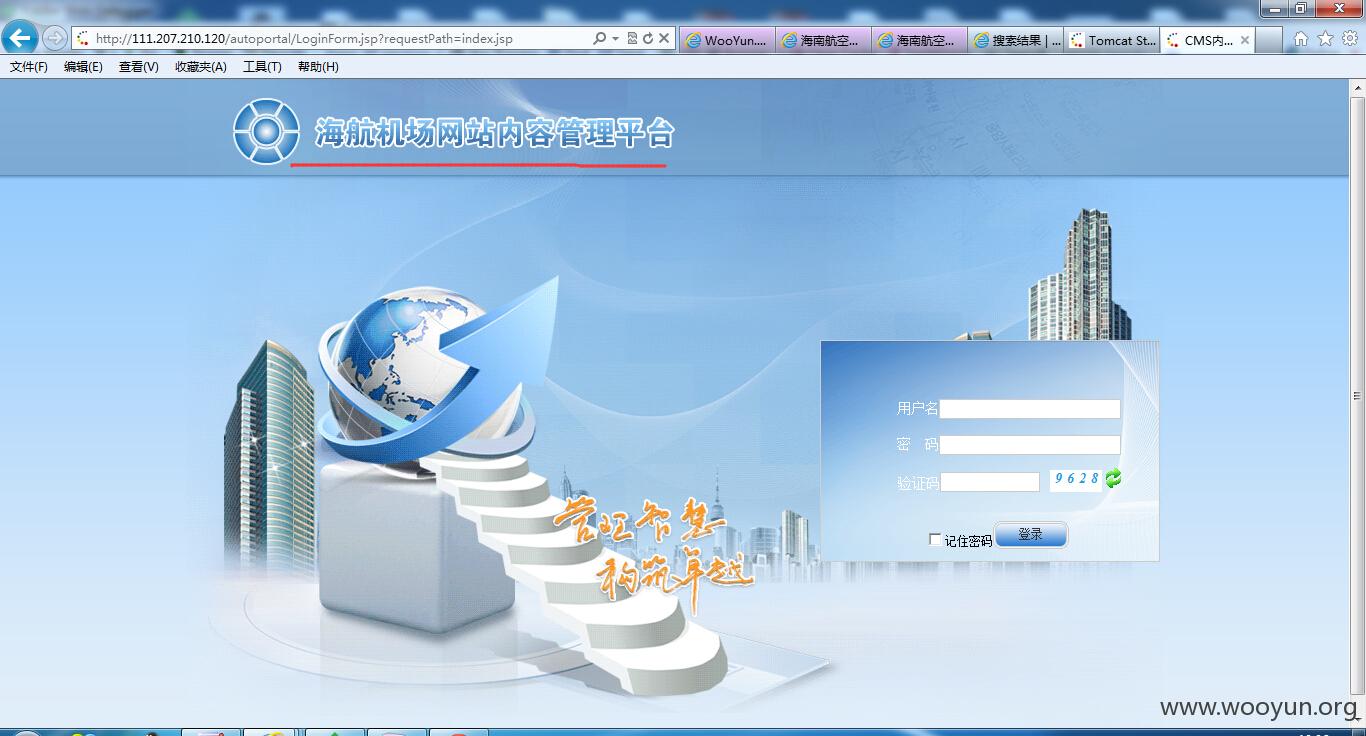 http://111.207.210.120/autoportal/LoginForm.jsp?requestPath=index.jsp
WooYun....
海南航空...
海南航空...
搜索结果 | ...
Tomcat St...
CMS内...
文件(F) 编辑(E) 查看(V) 收藏夹(A) 工具(T) 帮助(H)
海航机场网站内容管理平台
用户名
密 码
验证码
9628
记住密码
登录
管理智慧
构筑卓越
www.wooyun.org